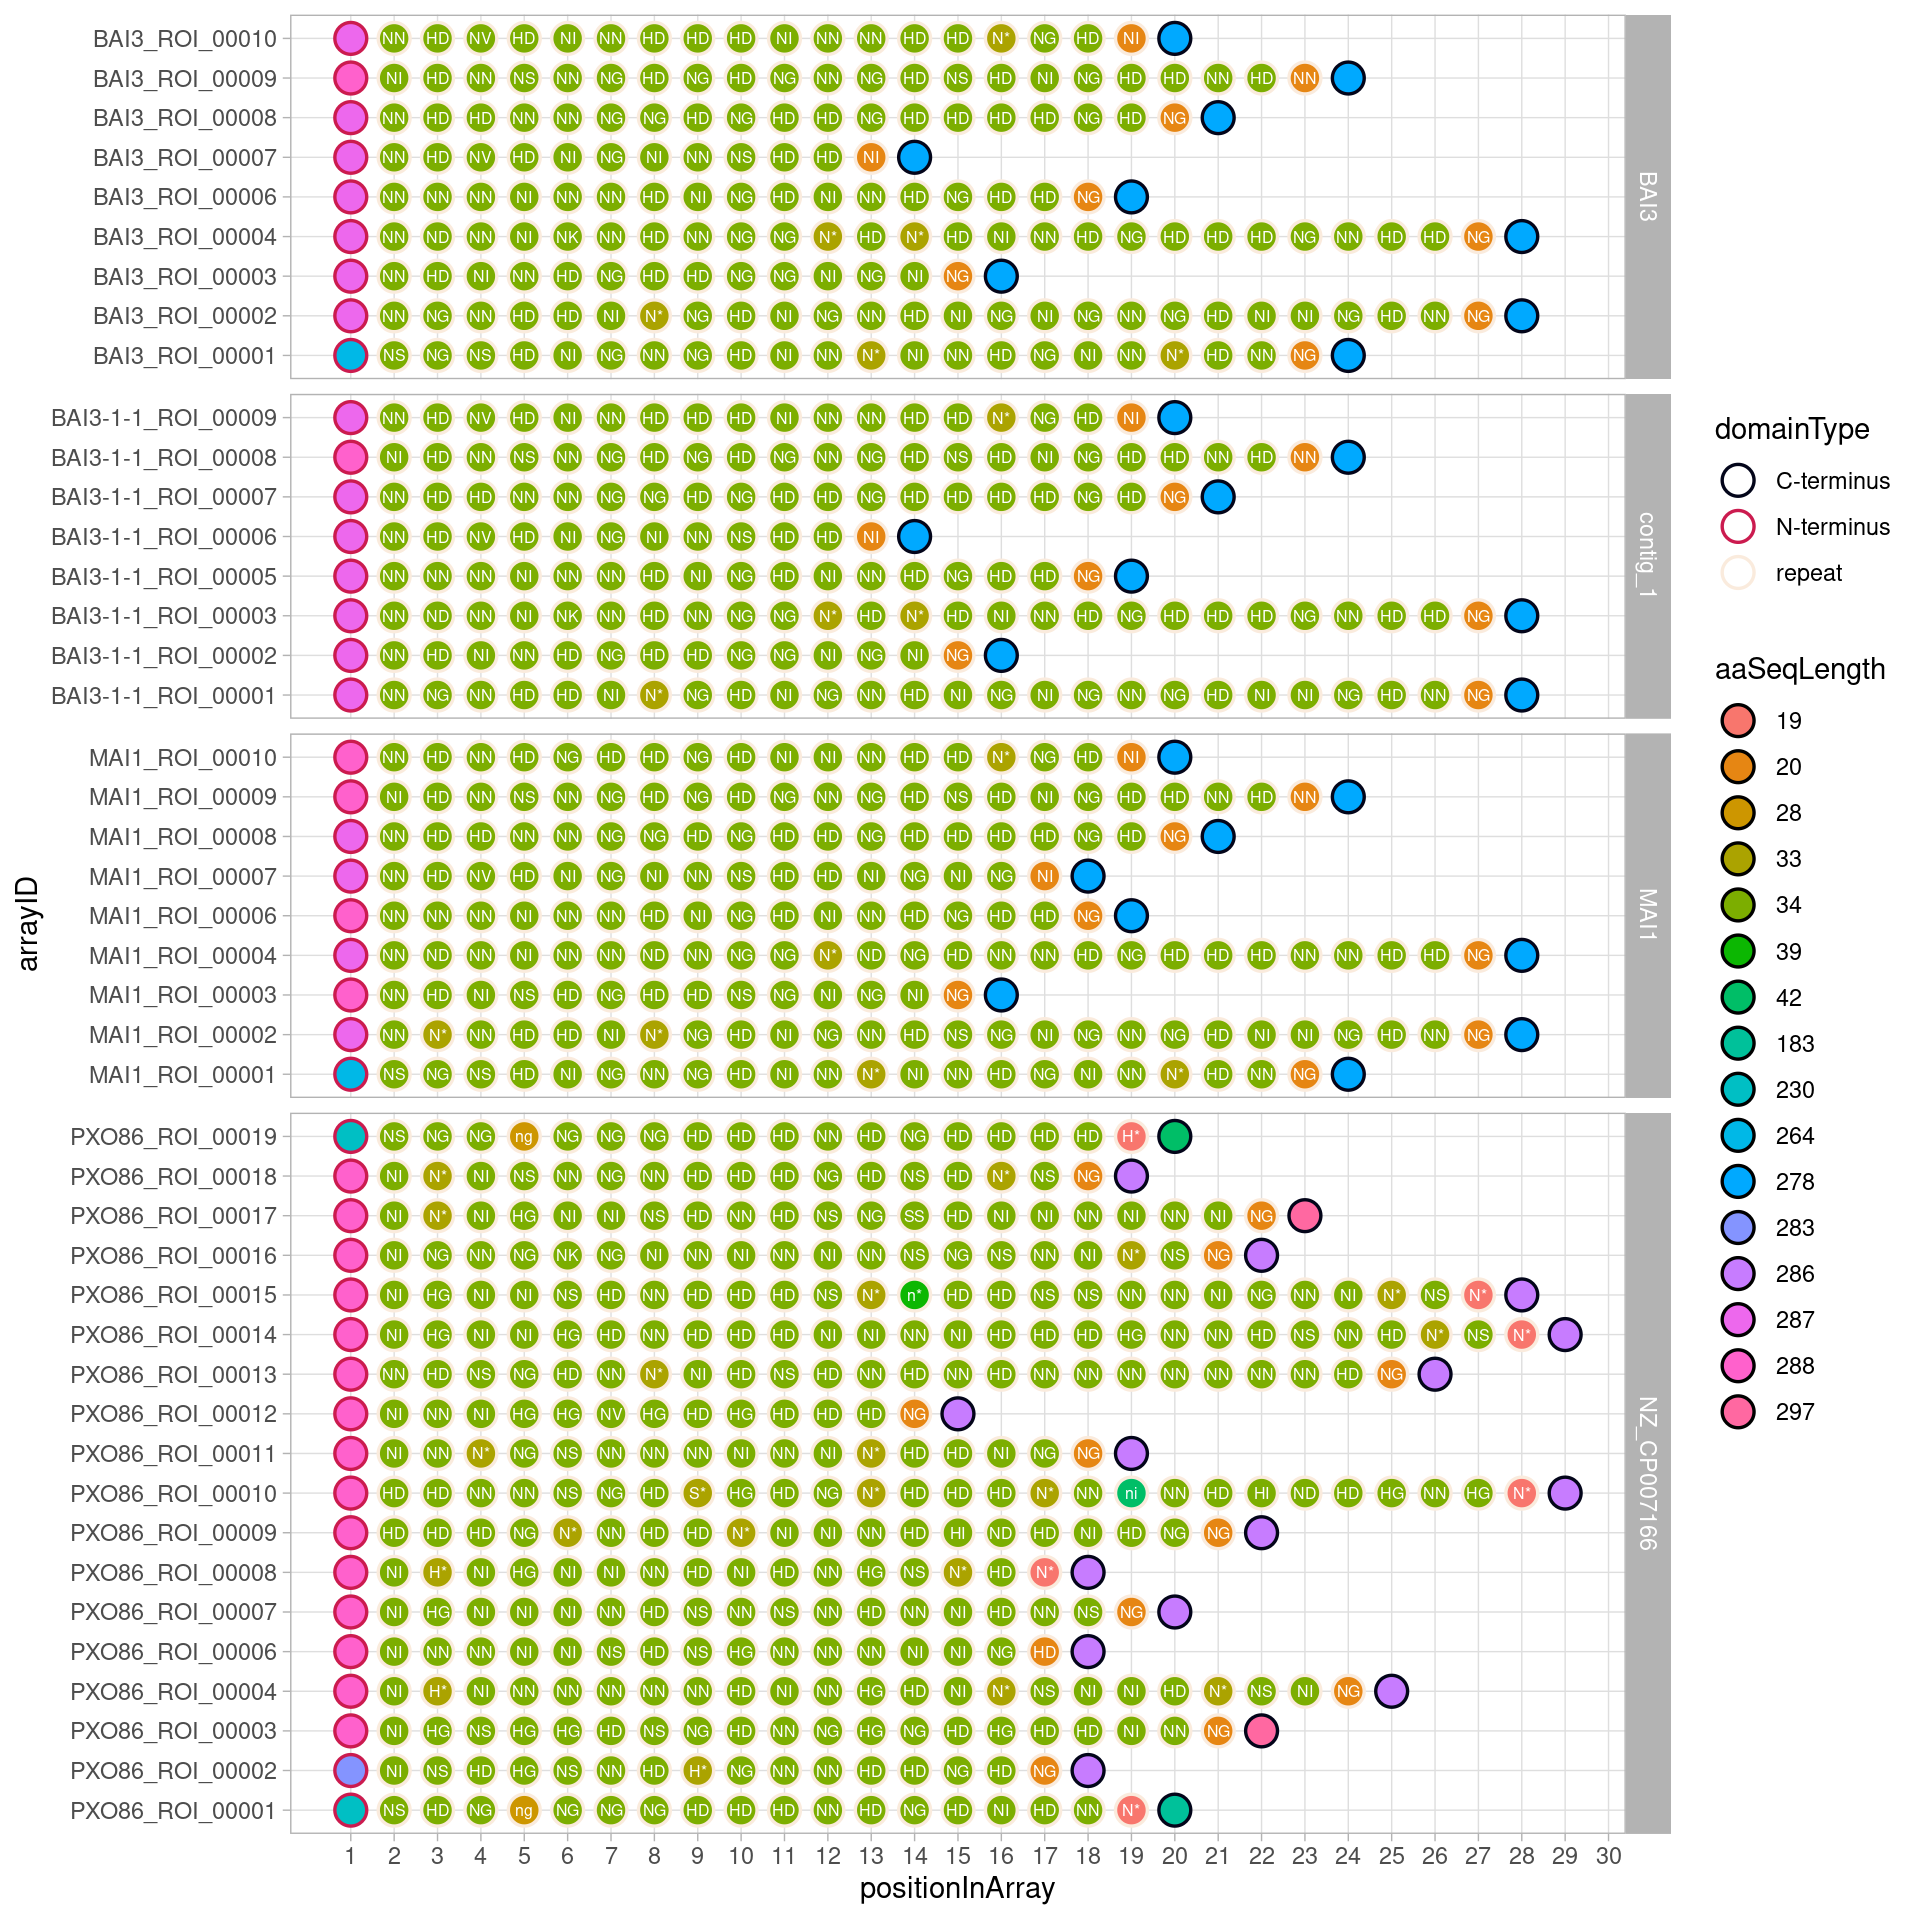 BAI3_ROI_00010 NN HD NV HD NI NN HD HD HD NI NN NN HD HD N* NG HD NI
BAI3_ROI_00009 NI HD NN NS NN NG HD NG HD NG NN NG HD NS HD NI NG HD HD NN HD NN
BAI3_ROI_00008 NN HD HD NN NN NG NG HD NG HD HD NG HD HD HD HD NG HD NG
BAI3_ROI_00007 NN HD NV HD NI NG NI NN NS HD HD NI
BAI3_ROI_00006 NN NN NN NI NN NN HD NI NG HD NI NN HD NG HD HD NG
BAI3_ROI_00004 NN ND NN NI NK NN HD NN NG NG N* HD N* HD NI NN HD NG HD HD HD NG NN HD HD NG
BAI3_ROI_00003 NN HD NI NN HD NG HD HD NG NG NI NG NI NG
BAI3_ROI_00002 NN NG NN HD HD NI N* NG HD NI NG NN HD NI NG NI NG NN NG HD NI NI NG HD NN NG
BAI3_ROI_00001 NS NG NS HD NI NG NN NG HD NI NN N* NI NN HD NG NI NN N* HD NN NG
BAI3
BAI3-1-1_ROI_00009 NN HD NV HD NI NN HD HD HD NI NN NN HD HD N* NG HD NI
BAI3-1-1_ROI_00008 NI HD NN NS NN NG HD NG HD NG NN NG HD NS HD NI NG HD HD NN HD NN
BAI3-1-1_ROI_00007 NN HD HD NN NN NG NG HD NG HD HD NG HD HD HD HD NG HD NG
BAI3-1-1_ROI_00006 NN HD NV HD NI NG NI NN NS HD HD NI
BAI3-1-1_ROI_00005 NN NN NN NI NN NN HD NI NG HD NI NN HD NG HD HD NG
BAI3-1-1_ROI_00003 NN ND NN NI NK NN HD NN NG NG N* HD N* HD NI NN HD NG HD HD HD NG NN HD HD NG
BAI3-1-1_ROI_00002 NN HD NI NN HD NG HD HD NG NG NI NG NI NG
BAI3-1-1_ROI_00001 NN NG NN HD HD NI N* NG HD NI NG NN HD NI NG NI NG NN NG HD NI NI NG HD NN NG
contig_1
MAI1_ROI_00010 NN HD NN HD NG HD HD NG HD NI NI NN HD HD N* NG HD NI
MAI1_ROI_00009 NI HD NN NS NN NG HD NG HD NG NN NG HD NS HD NI NG HD HD NN HD NN
MAI1_ROI_00008 NN HD HD NN NN NG NG HD NG HD HD NG HD HD HD HD NG HD NG
MAI1_ROI_00007 NN HD NV HD NI NG NI NN NS HD HD NI NG NI NG NI
MAI1_ROI_00006 NN NN NN NI NN NN HD NI NG HD NI NN HD NG HD HD NG
MAI1_ROI_00004 NN ND NN NI NN NN ND NN NG NG N* ND NG HD NN NN HD NG HD HD HD NN NN HD HD NG
MAI1_ROI_00003 NN HD NI NS HD NG HD HD NS NG NI NG NI NG
MAI1_ROI_00002 NN N* NN HD HD NI N* NG HD NI NG NN HD NS NG NI NG NN NG HD NI NI NG HD NN NG
MAI1_ROI_00001 NS NG NS HD NI NG NN NG HD NI NN N* NI NN HD NG NI NN N* HD NN NG
MAI1
PXO86_ROI_00019 NS NG NG ng NG NG NG HD HD HD NN HD NG HD HD HD HD H*
PXO86_ROI_00018 NI N* NI NS NN NG NN HD HD HD NG HD NS HD N* NS NG
PXO86_ROI_00017 NI N* NI HG NI NI NS HD NN HD NS NG SS HD NI NI NN NI NN NI NG
PXO86_ROI_00016 NI NG NN NG NK NG NI NN NI NN NI NN NS NG NS NN NI N* NS NG
PXO86_ROI_00015 NI HG NI NI NS HD NN HD HD HD NS N* n* HD HD NS NS NN NN NI NG NN NI N* NS N*
PXO86_ROI_00014 NI HG NI NI HG HD NN HD HD HD NI NI NN NI HD HD HD HG NN NN HD NS NN HD N* NS N*
PXO86_ROI_00013 NN HD NS NG HD NN N* NI HD NS HD NN HD NN HD NN NN NN NN NN NN NN HD NG
PXO86_ROI_00012 NI NN NI HG HG NV HG HD HG HD HD HD NG
PXO86_ROI_00011 NI NN N* NG NS NN NN NN NI NN NI N* HD HD NI NG NG
PXO86_ROI_00010 HD HD NN NN NS NG HD S* HG HD NG N* HD HD HD N* NN ni NN HD HI ND HD HG NN HG N*
PXO86_ROI_00009 HD HD HD NG N* NN HD HD N* NI NI NN HD HI ND HD NI HD NG NG
PXO86_ROI_00008 NI H* NI HG NI NI NN HD NI HD NN HG NS N* HD N*
PXO86_ROI_00007 NI HG NI NI NI NN HD NS NN NS NN HD NN NI HD NN NS NG
PXO86_ROI_00006 NI NN NN NI NI NS HD NS HG NN NN NN NI NI NG HD
PXO86_ROI_00004 NI H* NI NN NN NN NN NN HD NI NN HG HD NI N* NS NI NI HD N* NS NI NG
PXO86_ROI_00003 NI HG NS HG HG HD NS NG HD NN NG HG NG HD HG HD HD NI NN NG
PXO86_ROI_00002 NI NS HD HG NS NN HD H* NG NN NN HD HD NG HD NG
PXO86_ROI_00001 NS HD NG ng NG NG NG HD HD HD NN HD NG HD NI HD NN N*
NZ_CP007166
1 2 3 4 5 6 7 8 9 10 11 12 13 14 15 16 17 18 19 20 21 22 23 24 25 26 27 28 29 30
positionInArray
arrayID
domainType
C-terminus
N-terminus
repeat
aaSeqLength
19
20
28
33
34
39
42
183
230
264
278
283
286
287
288
297